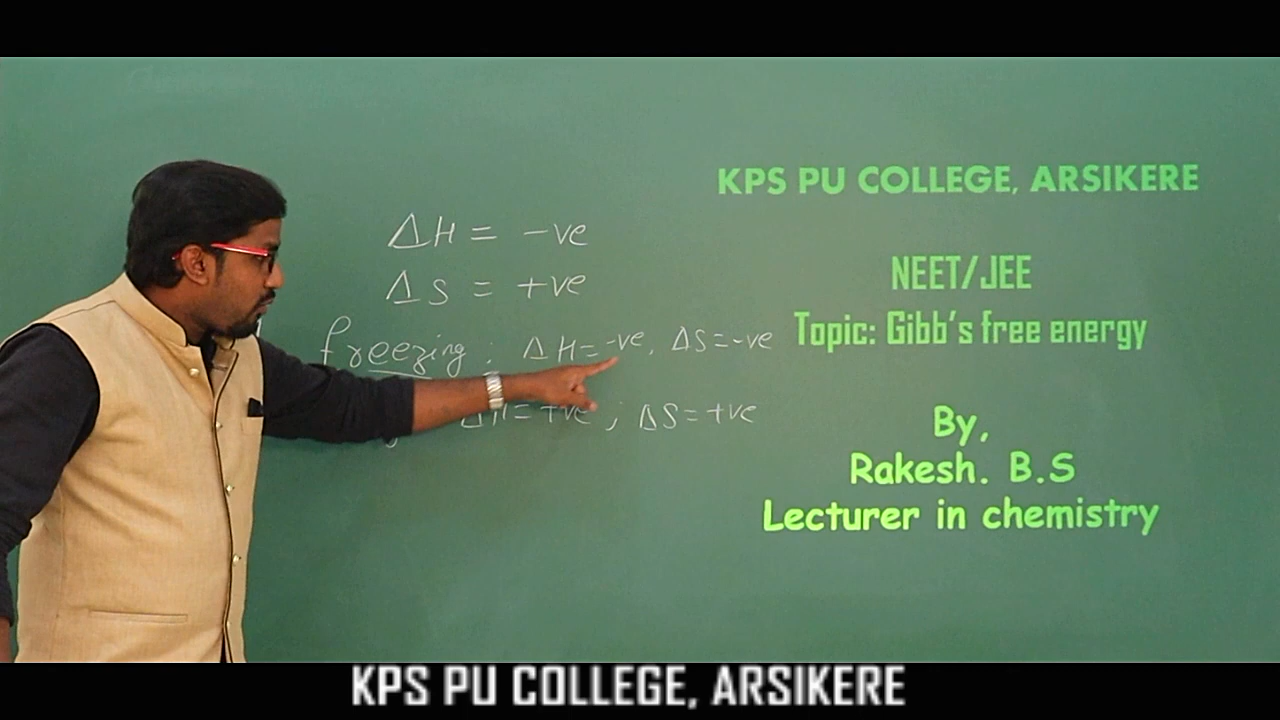 ΔH = -ve
ΔS = +ve
freezing : ΔH = -ve, ΔS = -ve
ΔH = +ve ; ΔS = +ve
KPS PU COLLEGE, ARSIKERE
NEET/JEE
Topic: Gibb's free energy
By,
Rakesh. B.S
Lecturer in chemistry
KPS PU COLLEGE, ARSIKERE